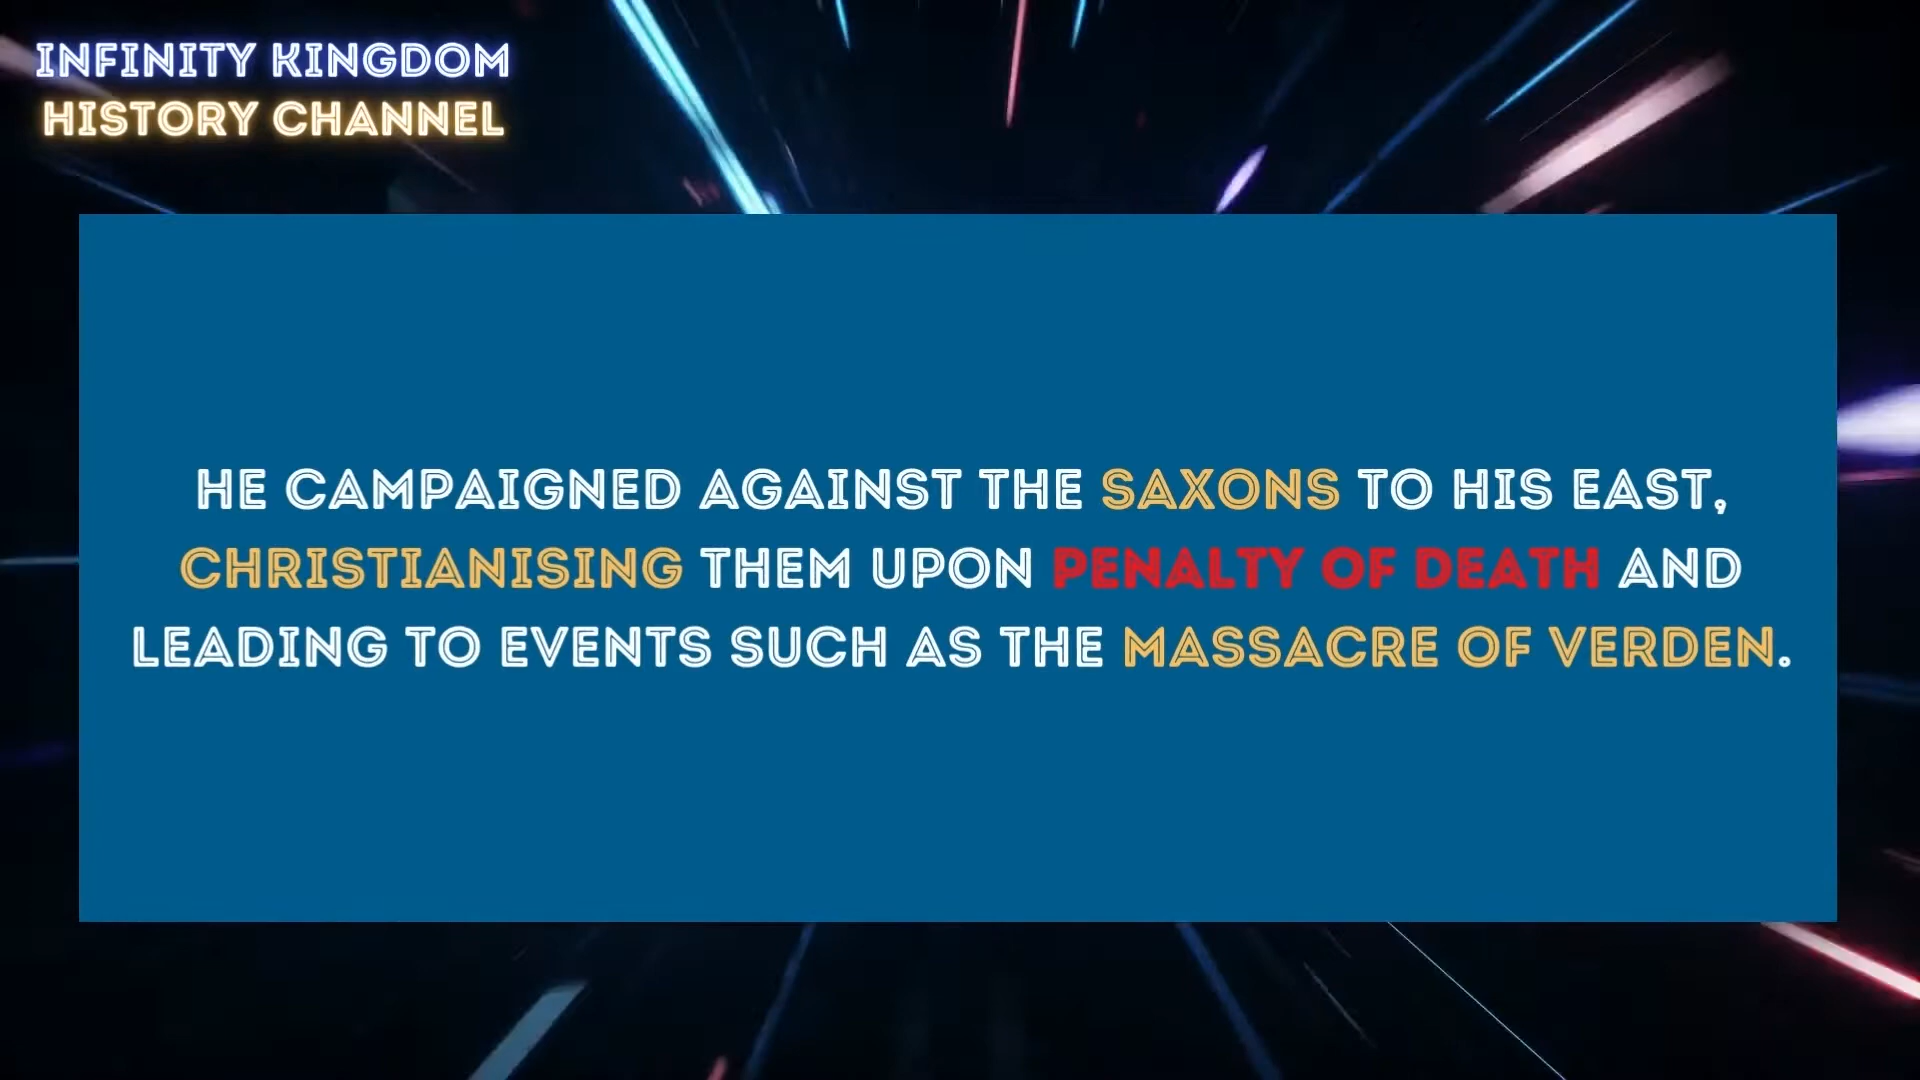 INFINITY KINGDOM
HISTORY CHANNEL
HE CAMPAIGNED AGAINST THE SAXONS TO HIS EAST,
CHRISTIANISING THEM UPON PENALTY OF DEATH AND
LEADING TO EVENTS SUCH AS THE MASSACRE OF VERDEN.